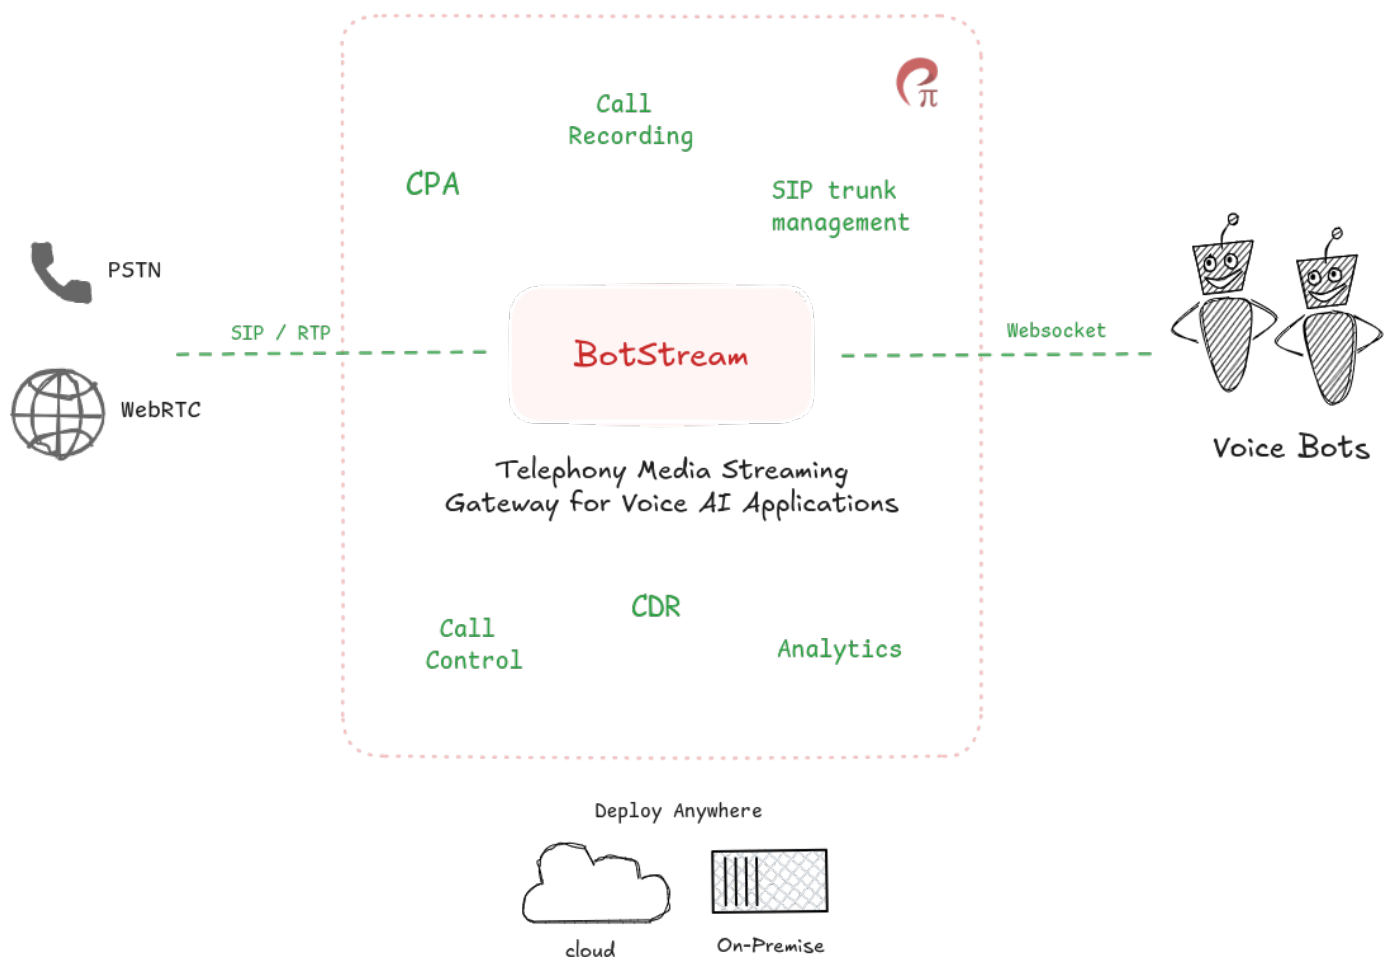 Call
Recording
CPA
SIP trunk
management
π
PSTN
SIP / RTP
Websocket
BotStream
WebRTC
Voice Bots
Telephony Media Streaming
Gateway for Voice AI Applications
CDR
Call
Control
Analytics
Deploy Anywhere
cloud
On-Premise